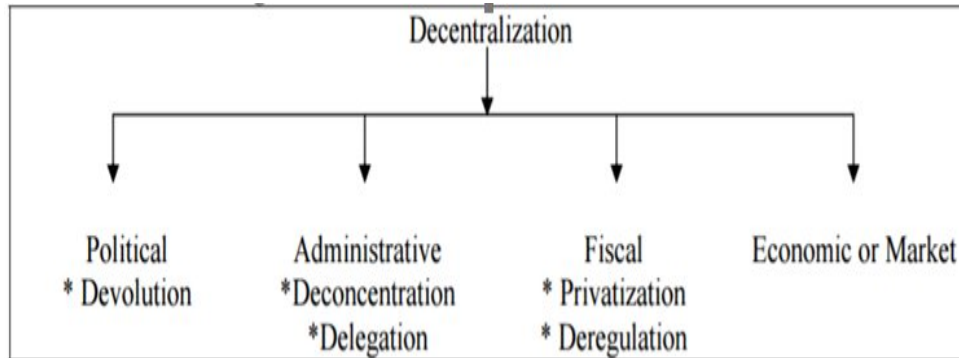 Decentralization
Political
* Devolution
Administrative
*Deconcentration
*Delegation
Fiscal
* Privatization
* Deregulation
Economic or Market